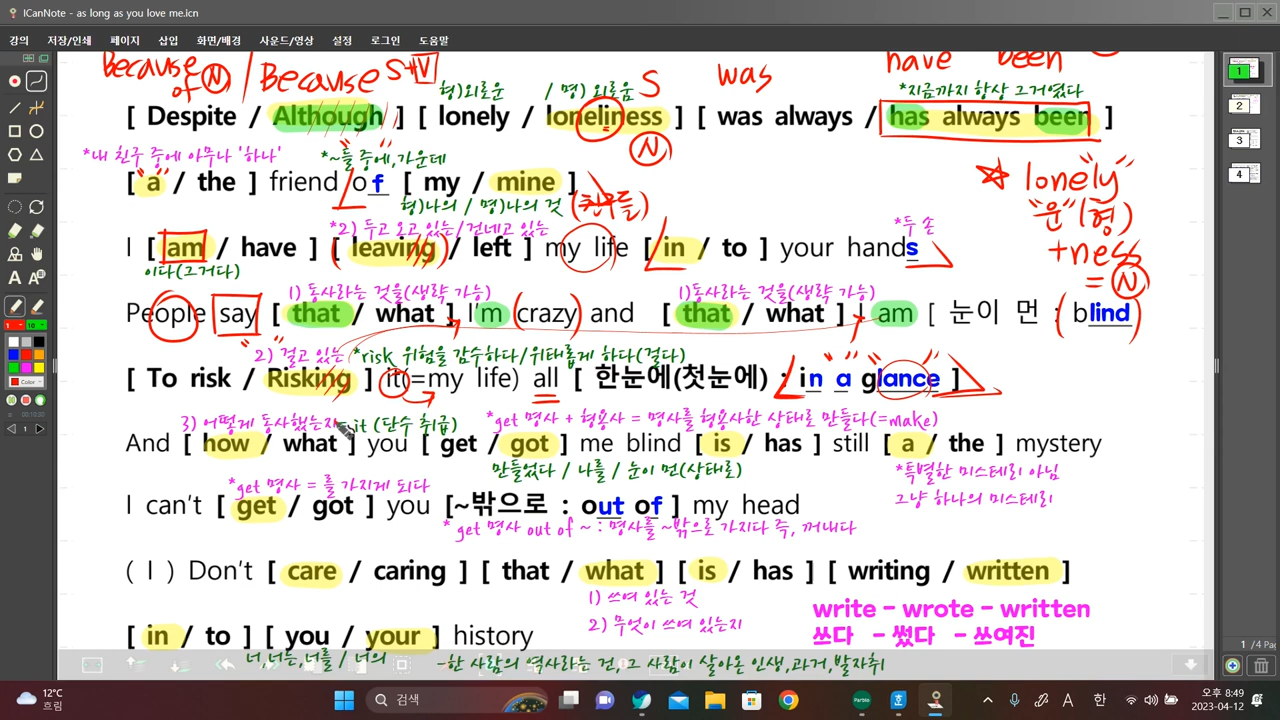 ICanNote - as long as you love me.icn
강의 저장/인쇄 페이지 삽입 화면/배경 사운드/영상 설정 로그인 도움말
Because of N / Because S+V was have been
형)외로운 / 명) 외로움 S *지금까지 항상 그거였다
[ Despite / Although ] [ lonely / loneliness ] [ was always / has always been ]
N
*내 친구 중에 아무나 '하나' *~들 중에,가운데
[ "a" / the ] friend of [ my / mine ]
형)나의 / 명)나의 것 (친구들)
☆ lonely
"운"(형)
+ness
= N
*2) 두고 오고 있는/건네고 있는 *두 손
I [ am / have ] [ leaving / left ] my life [ in / to ] your hands
이다(그거다)
1) 동사라는 것을(생략 가능) 1)동사라는 것을(생략 가능)
People say [ that / what ] I'm (crazy) and [ that / what ] I am [ 눈이 먼 : blind )
2) 걸고 있는 *risk 위험을 감수하다/위태롭게 하다(걸다)
[ To risk / Risking ] it(=my life) all [ 한눈에(첫눈에) : in a glance ]
3) 어떻게 동사했는지=it (단수 취급) *get 명사 + 형용사 = 명사를 형용사한 상태로 만들다(=make)
And [ how / what ] you [ get / got ] me blind [ is / has ] still [ a / the ] mystery
만들었다 / 나를 / 눈이 먼(상태로) *특별한 미스테리 아님
그냥 하나의 미스테리
*get 명사 = 를 가지게 되다
I can't [ get / got ] you [~밖으로 : out of ] my head
* get 명사 out of ~ : 명사를 ~밖으로 가지다 즉, 꺼내다
( I ) Don't [ care / caring ] [ that / what ] [ is / has ] [ writing / written ]
1) 쓰여 있는 것
2) 무엇이 쓰여 있는지
write - wrote - written
쓰다 - 썼다 - 쓰여진
[ in / to ] [ you / your ] history
너,너는,너를 / 너의 -한 사람의 역사라는 건, 그 사람이 살아온 인생,과거,발자취
1
2
3
4
1 / 4 Pa
Color
10
1
12°C
흐림
검색
A 한
오후 8:49
2023-04-12